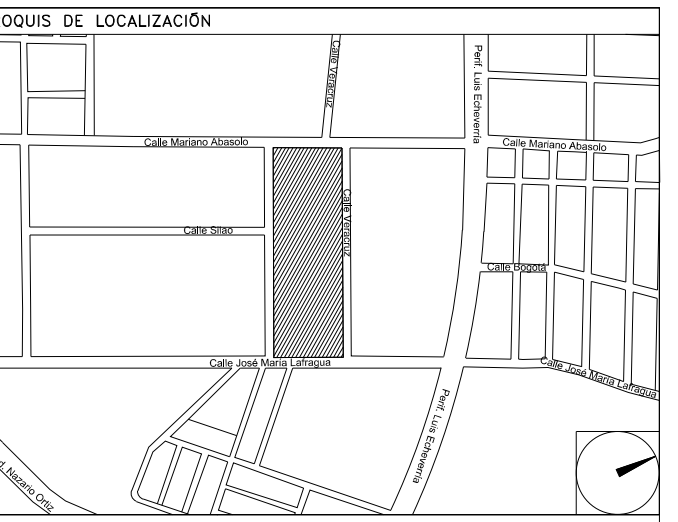 OQUIS DE LOCALIZACIÓN
Calle Veracruz
Perif. Luis Echeverria
Calle Mariano Abasolo
Calle Mariano Abasolo
Calle Veracruz
Calle Silao
Calle Bogotá
Calle José María Lafragua
Calle José María Lafragua
Perif. Luis Echeverria
d. Nazario Ortiz